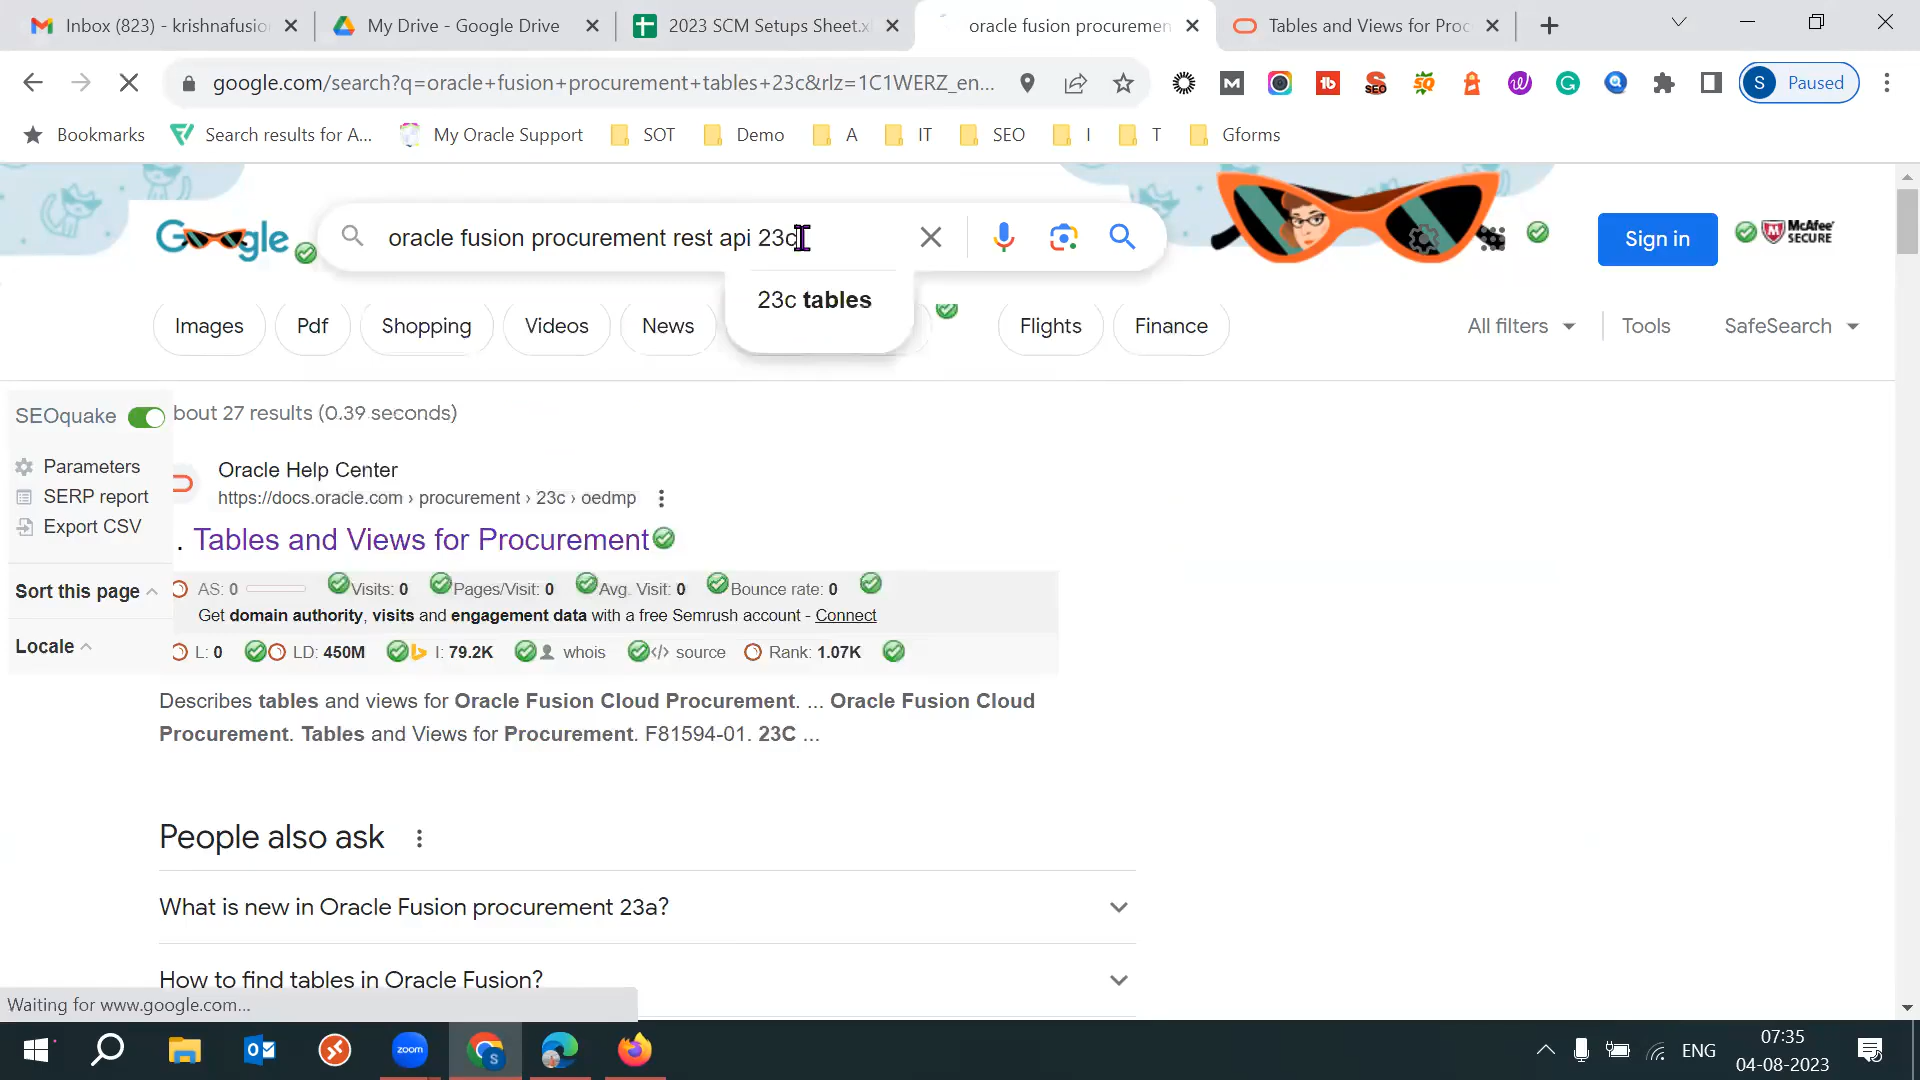 Inbox (823) - krishnafusio
My Drive - Google Drive
2023 SCM Setups Sheet.x
oracle fusion procuremen
Tables and Views for Proc
google.com/search?q=oracle+fusion+procurement+tables+23c&rlz=1C1WERZ_en...
S Paused
Bookmarks
Search results for A...
My Oracle Support
SOT
Demo
A
IT
SEO
I
T
Gforms
Google
oracle fusion procurement rest api 23c
Sign in
McAfee SECURE
23c tables
Images
Pdf
Shopping
Videos
News
Flights
Finance
All filters
Tools
SafeSearch
SEOquake
bout 27 results (0.39 seconds)
Parameters
SERP report
Export CSV
Sort this page
Locale
Oracle Help Center
https://docs.oracle.com › procurement › 23c › oedmp
. Tables and Views for Procurement
AS: 0
Visits: 0
Pages/Visit: 0
Avg. Visit: 0
Bounce rate: 0
Get domain authority, visits and engagement data with a free Semrush account - Connect
L: 0
LD: 450M
I: 79.2K
whois
source
Rank: 1.07K
Describes tables and views for Oracle Fusion Cloud Procurement. ... Oracle Fusion Cloud
Procurement. Tables and Views for Procurement. F81594-01. 23C ...
People also ask
What is new in Oracle Fusion procurement 23a?
How to find tables in Oracle Fusion?
Waiting for www.google.com...
zoom
S
ENG
07:35
04-08-2023